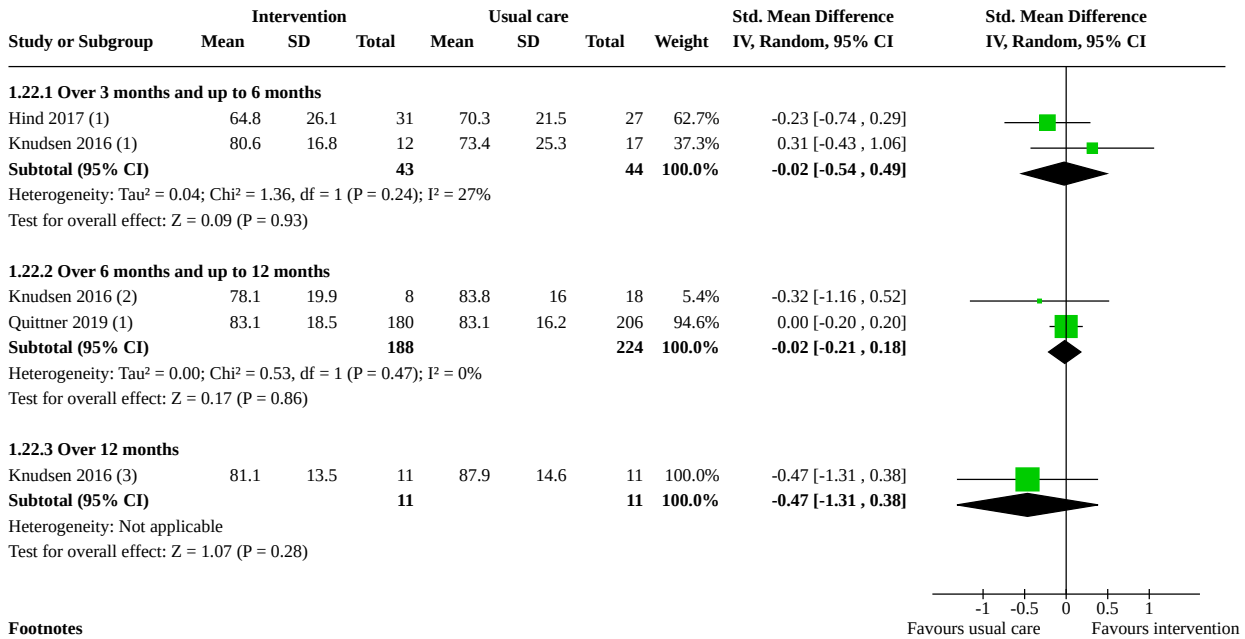 Intervention Usual care Std. Mean Difference Std. Mean Difference
Study or Subgroup Mean SD Total Mean SD Total Weight IV, Random, 95% CI IV, Random, 95% CI
1.22.1 Over 3 months and up to 6 months
Hind 2017 (1) 64.8 26.1 31 70.3 21.5 27 62.7% -0.23 [-0.74 , 0.29]
Knudsen 2016 (1) 80.6 16.8 12 73.4 25.3 17 37.3% 0.31 [-0.43 , 1.06]
Subtotal (95% CI) 43 44 100.0% -0.02 [-0.54 , 0.49]
Heterogeneity: Tau² = 0.04; Chi² = 1.36, df = 1 (P = 0.24); I² = 27%
Test for overall effect: Z = 0.09 (P = 0.93)
1.22.2 Over 6 months and up to 12 months
Knudsen 2016 (2) 78.1 19.9 8 83.8 16 18 5.4% -0.32 [-1.16 , 0.52]
Quittner 2019 (1) 83.1 18.5 180 83.1 16.2 206 94.6% 0.00 [-0.20 , 0.20]
Subtotal (95% CI) 188 224 100.0% -0.02 [-0.21 , 0.18]
Heterogeneity: Tau² = 0.00; Chi² = 0.53, df = 1 (P = 0.47); I² = 0%
Test for overall effect: Z = 0.17 (P = 0.86)
1.22.3 Over 12 months
Knudsen 2016 (3) 81.1 13.5 11 87.9 14.6 11 100.0% -0.47 [-1.31 , 0.38]
Subtotal (95% CI) 11 11 100.0% -0.47 [-1.31 , 0.38]
Heterogeneity: Not applicable
Test for overall effect: Z = 1.07 (P = 0.28)
-1 -0.5 0 0.5 1
Footnotes Favours usual care Favours intervention